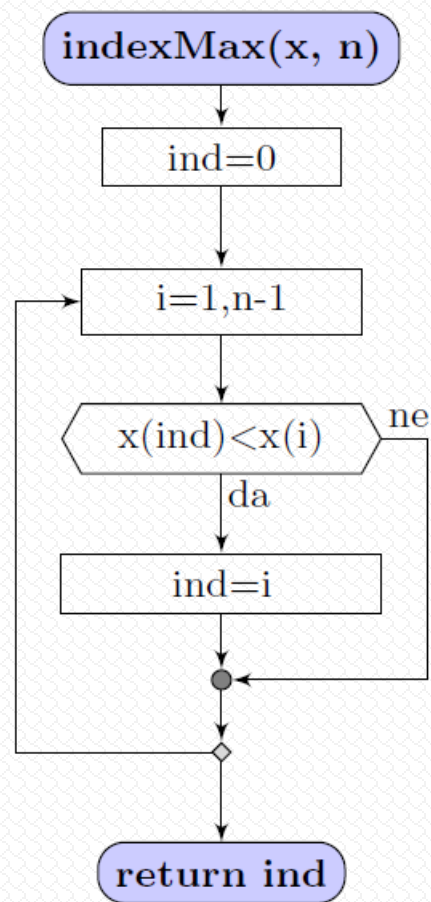 indexMax(x, n)
ind=0
i=1,n-1
x(ind)<x(i)
ne
da
ind=i
return ind